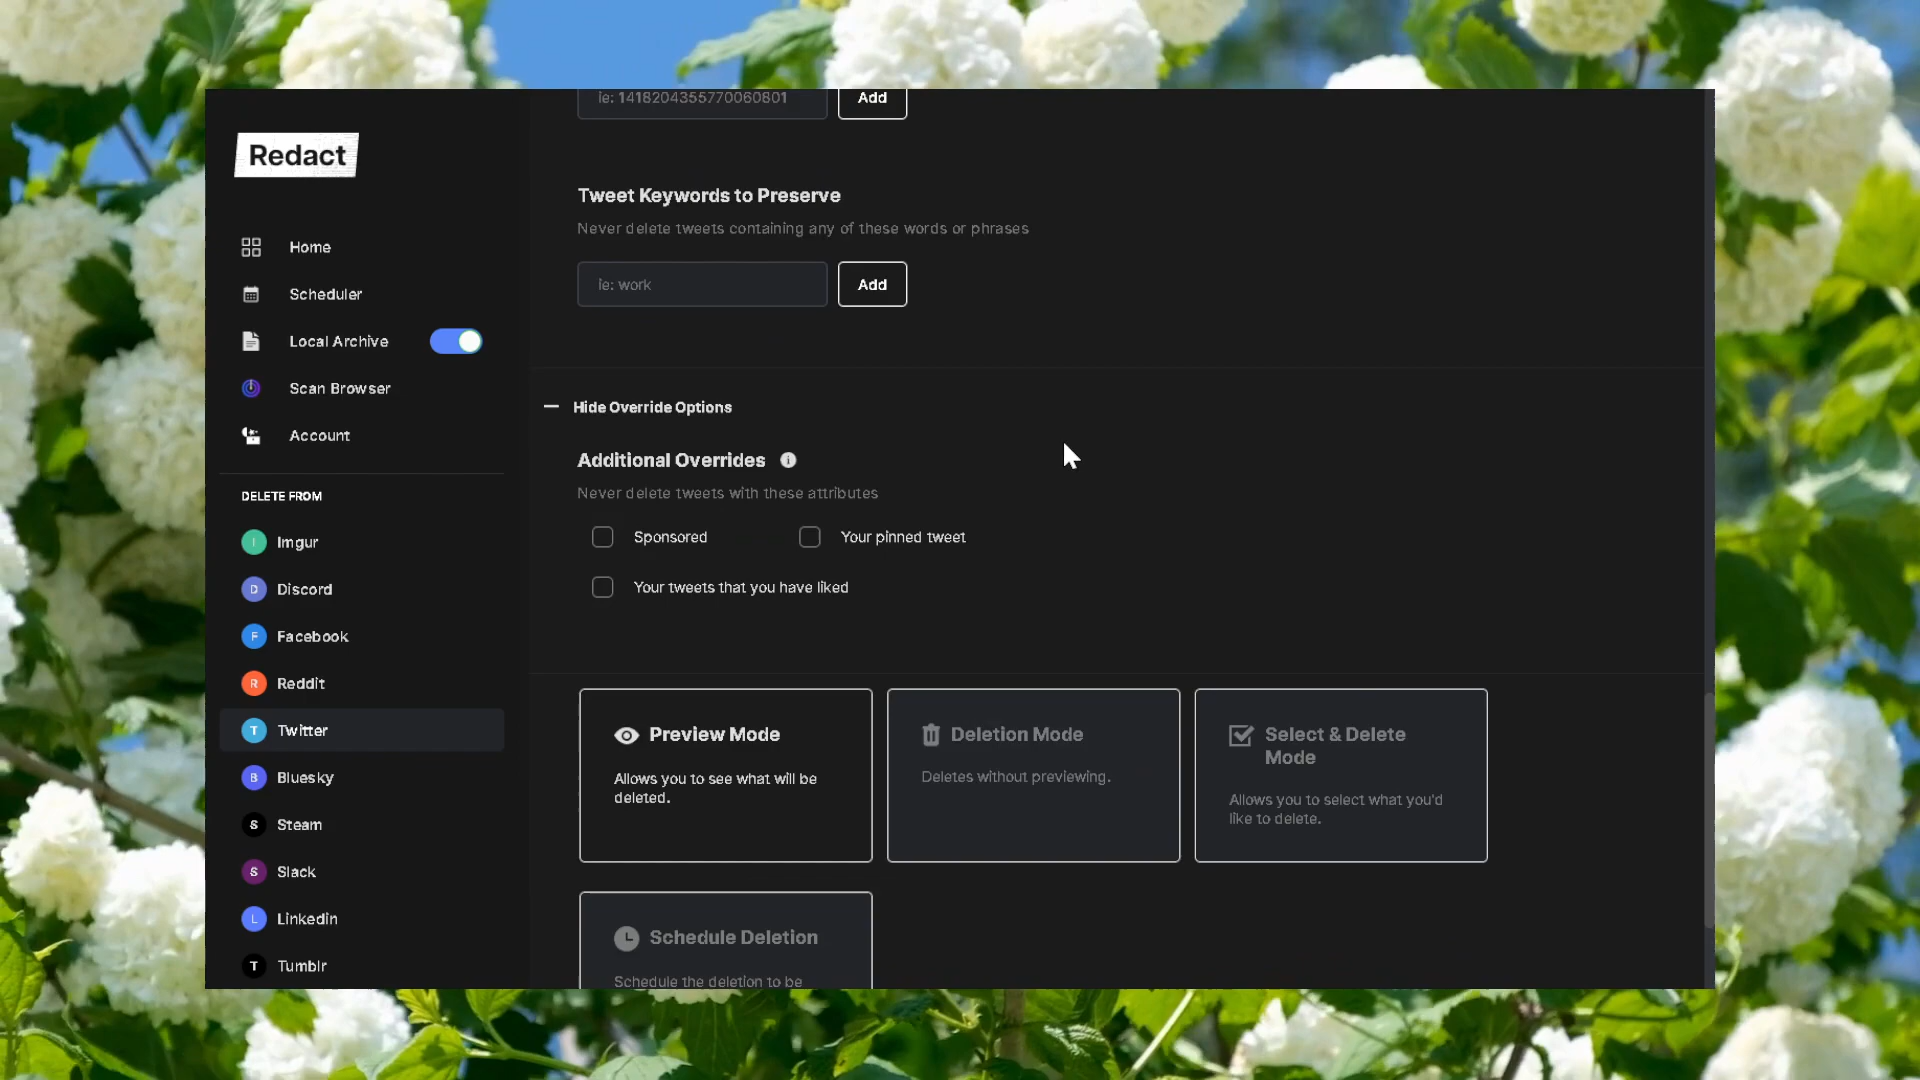 Redact
Home
Scheduler
Local Archive
Scan Browser
Account
DELETE FROM
I Imgur
D Discord
F Facebook
R Reddit
T Twitter
B Bluesky
S Steam
S Slack
L Linkedin
T Tumblr
ie: 1418204355770060801 Add
Tweet Keywords to Preserve
Never delete tweets containing any of these words or phrases
ie: work Add
Hide Override Options
Additional Overrides
Never delete tweets with these attributes
Sponsored Your pinned tweet
Your tweets that you have liked
Preview Mode
Allows you to see what will be
deleted.
Deletion Mode
Deletes without previewing.
Select & Delete
Mode
Allows you to select what you'd
like to delete.
Schedule Deletion
Schedule the deletion to be